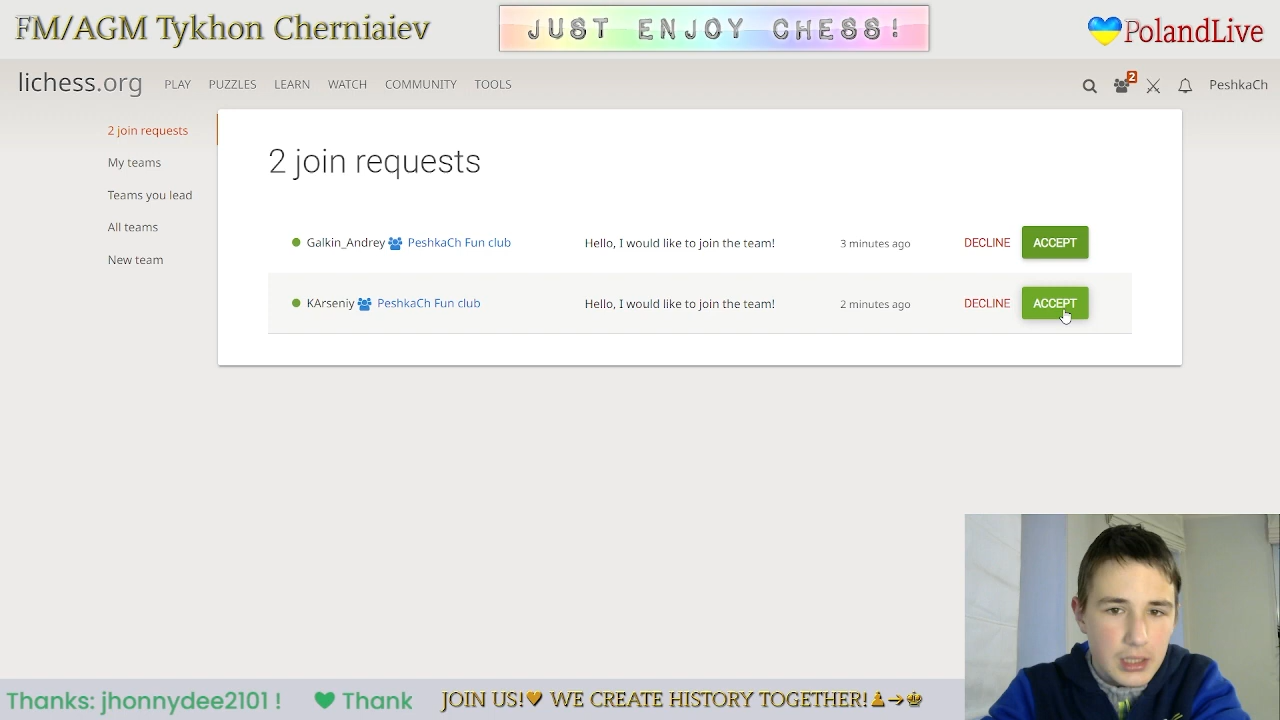 FM/AGM Tykhon Cherniaiev
JUST ENJOY CHESS!
PolandLive
lichess.org PLAY PUZZLES LEARN WATCH COMMUNITY TOOLS 2 PeshkaCh
2 join requests
My teams
Teams you lead
All teams
New team
2 join requests
Galkin_Andrey PeshkaCh Fun club Hello, I would like to join the team! 3 minutes ago DECLINE ACCEPT
KArseniy PeshkaCh Fun club Hello, I would like to join the team! 2 minutes ago DECLINE ACCEPT
Thanks: jhonnydee2101 ! 💚 Thank
JOIN US!🧡 WE CREATE HISTORY TOGETHER!♟➔♚